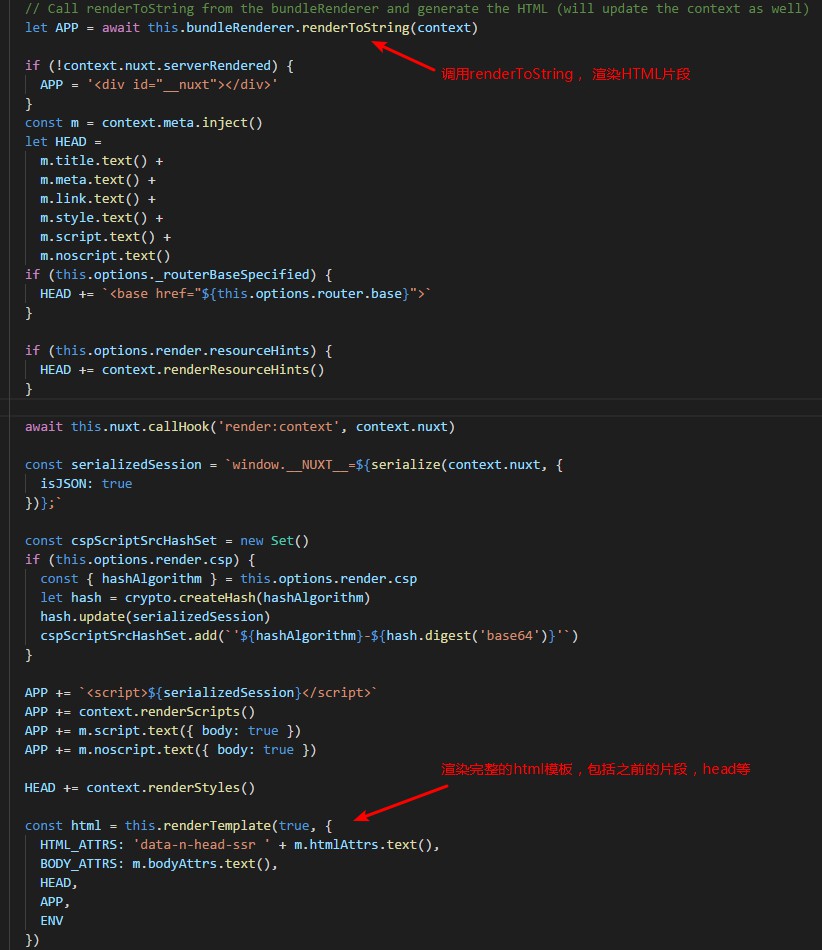 // Call renderToString from the bundleRenderer and generate the HTML (will update the context as well)
let APP = await this.bundleRenderer.renderToString(context)
if (!context.nuxt.serverRendered) {
调用renderToString， 渲染HTML片段
  APP = '<div id="__nuxt"></div>'
}
const m = context.meta.inject()
let HEAD =
  m.title.text() +
  m.meta.text() +
  m.link.text() +
  m.style.text() +
  m.script.text() +
  m.noscript.text()
if (this.options._routerBaseSpecified) {
  HEAD += `<base href="${this.options.router.base}">`
}
if (this.options.render.resourceHints) {
  HEAD += context.renderResourceHints()
}
await this.nuxt.callHook('render:context', context.nuxt)
const serializedSession = `window.__NUXT__=${serialize(context.nuxt, {
  isJSON: true
})};`
const cspScriptSrcHashSet = new Set()
if (this.options.render.csp) {
  const { hashAlgorithm } = this.options.render.csp
  let hash = crypto.createHash(hashAlgorithm)
  hash.update(serializedSession)
  cspScriptSrcHashSet.add(`'${hashAlgorithm}-${hash.digest('base64')}'`)
}
APP += `<script>${serializedSession}</script>`
APP += context.renderScripts()
APP += m.script.text({ body: true })
APP += m.noscript.text({ body: true })
渲染完整的html模板，包括之前的片段，head等
HEAD += context.renderStyles()
const html = this.renderTemplate(true, {
  HTML_ATTRS: 'data-n-head-ssr ' + m.htmlAttrs.text(),
  BODY_ATTRS: m.bodyAttrs.text(),
  HEAD,
  APP,
  ENV
})